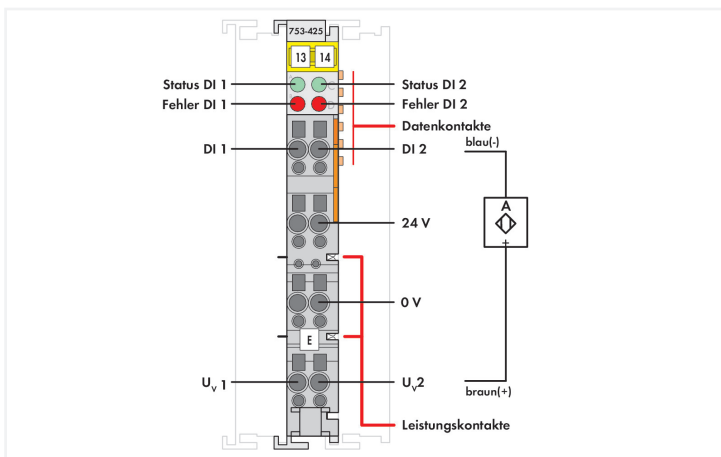 753-425
13 14
Status DI 1
Status DI 2
Fehler DI 1
Fehler DI 2
Datenkontakte
blau(-)
DI 1
DI 2
A
24 V
+
0 V
E
UV 1
UV2
braun(+)
Leistungskontakte